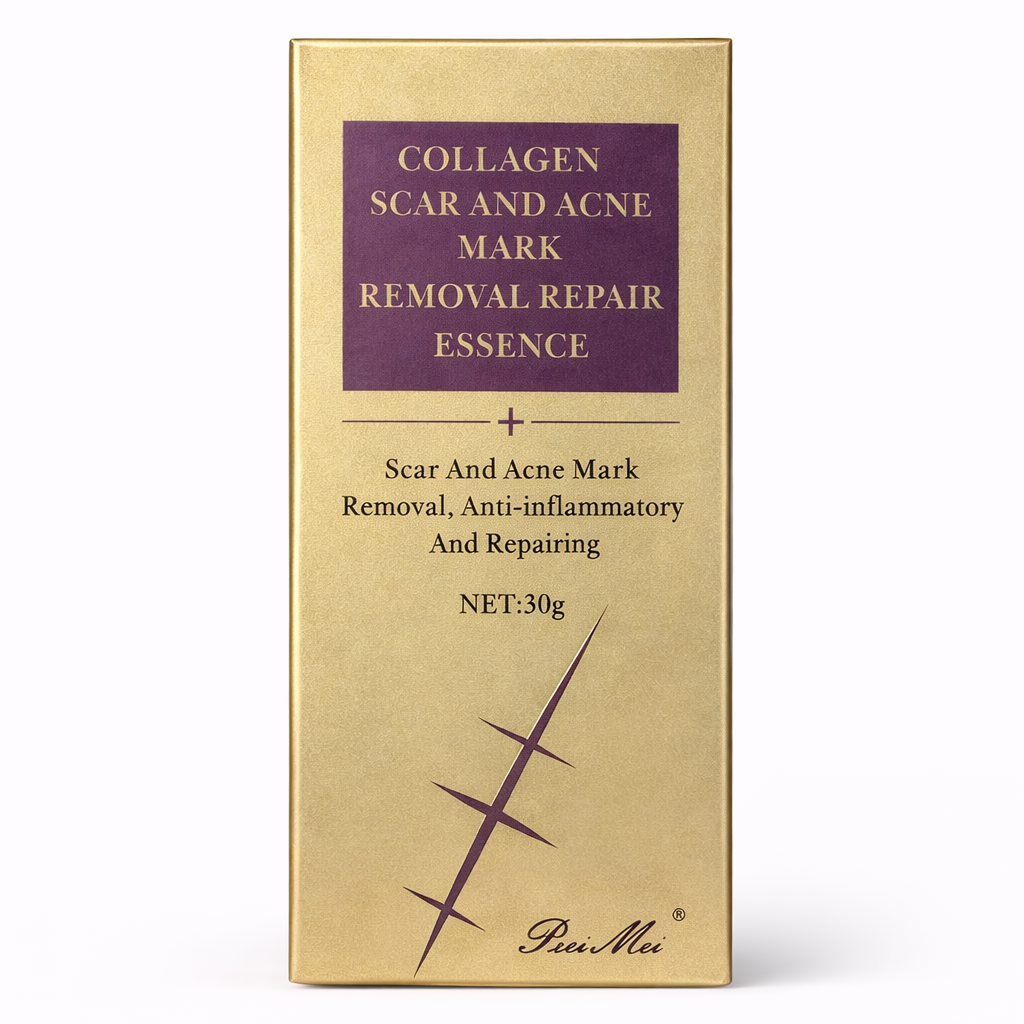 COLLAGEN
SCAR AND ACNE
MARK
REMOVAL REPAIR
ESSENCE
Scar And Acne Mark
Removal, Anti-inflammatory
And Repairing
NET:30g
PeiMei ®